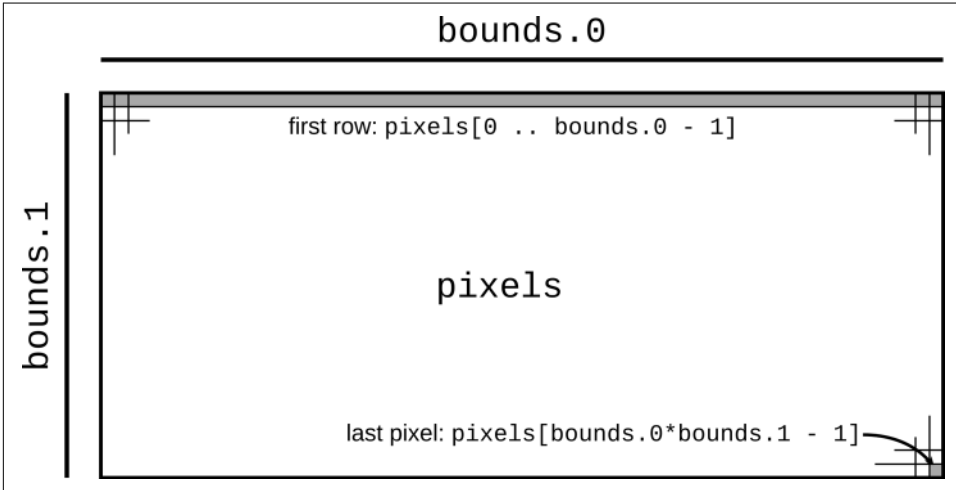 bounds.0
bounds.1
first row: pixels[0 .. bounds.0 - 1]
pixels
last pixel: pixels[bounds.0*bounds.1 - 1]